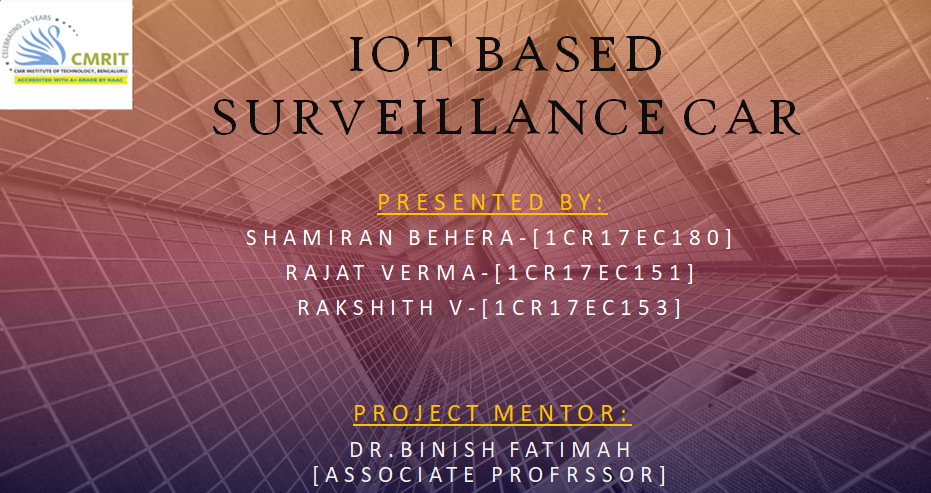 CELEBRATING 25 YEARS
CMRIT
CMR INSTITUTE OF TECHNOLOGY, BENGALURU.
ACCREDITED WITH A+ GRADE BY NAAC
IOT BASED
SURVEILLANCE CAR
PRESENTED BY:
SHAMIRAN BEHERA-[1CR17EC180]
RAJAT VERMA-[1CR17EC151]
RAKSHITH V-[1CR17EC153]
PROJECT MENTOR:
DR.BINISH FATIMAH
[ASSOCIATE PROFRSSOR]